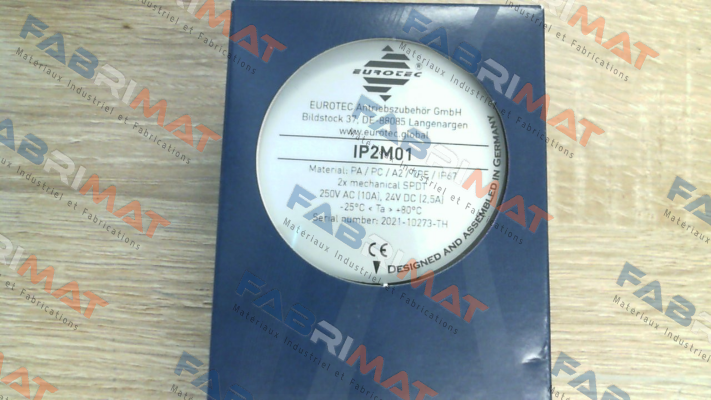 EUROTEC
®
EUROTEC Antriebszubehör GmbH
Bildstock 37, DE-88085 Langenargen
www.eurotec.global
IP2M01
Material: PA / PC / A2 / / IP67
2x mechanical SPDT
250V AC (10A), 24V DC (2,5A)
-25°C < Ta > +80°C
Serial number: 2021-10273-TH
CE
DESIGNED AND ASSEMBLED IN GERMANY
FABRIMAT
Materiaux Industriel et Fabrications